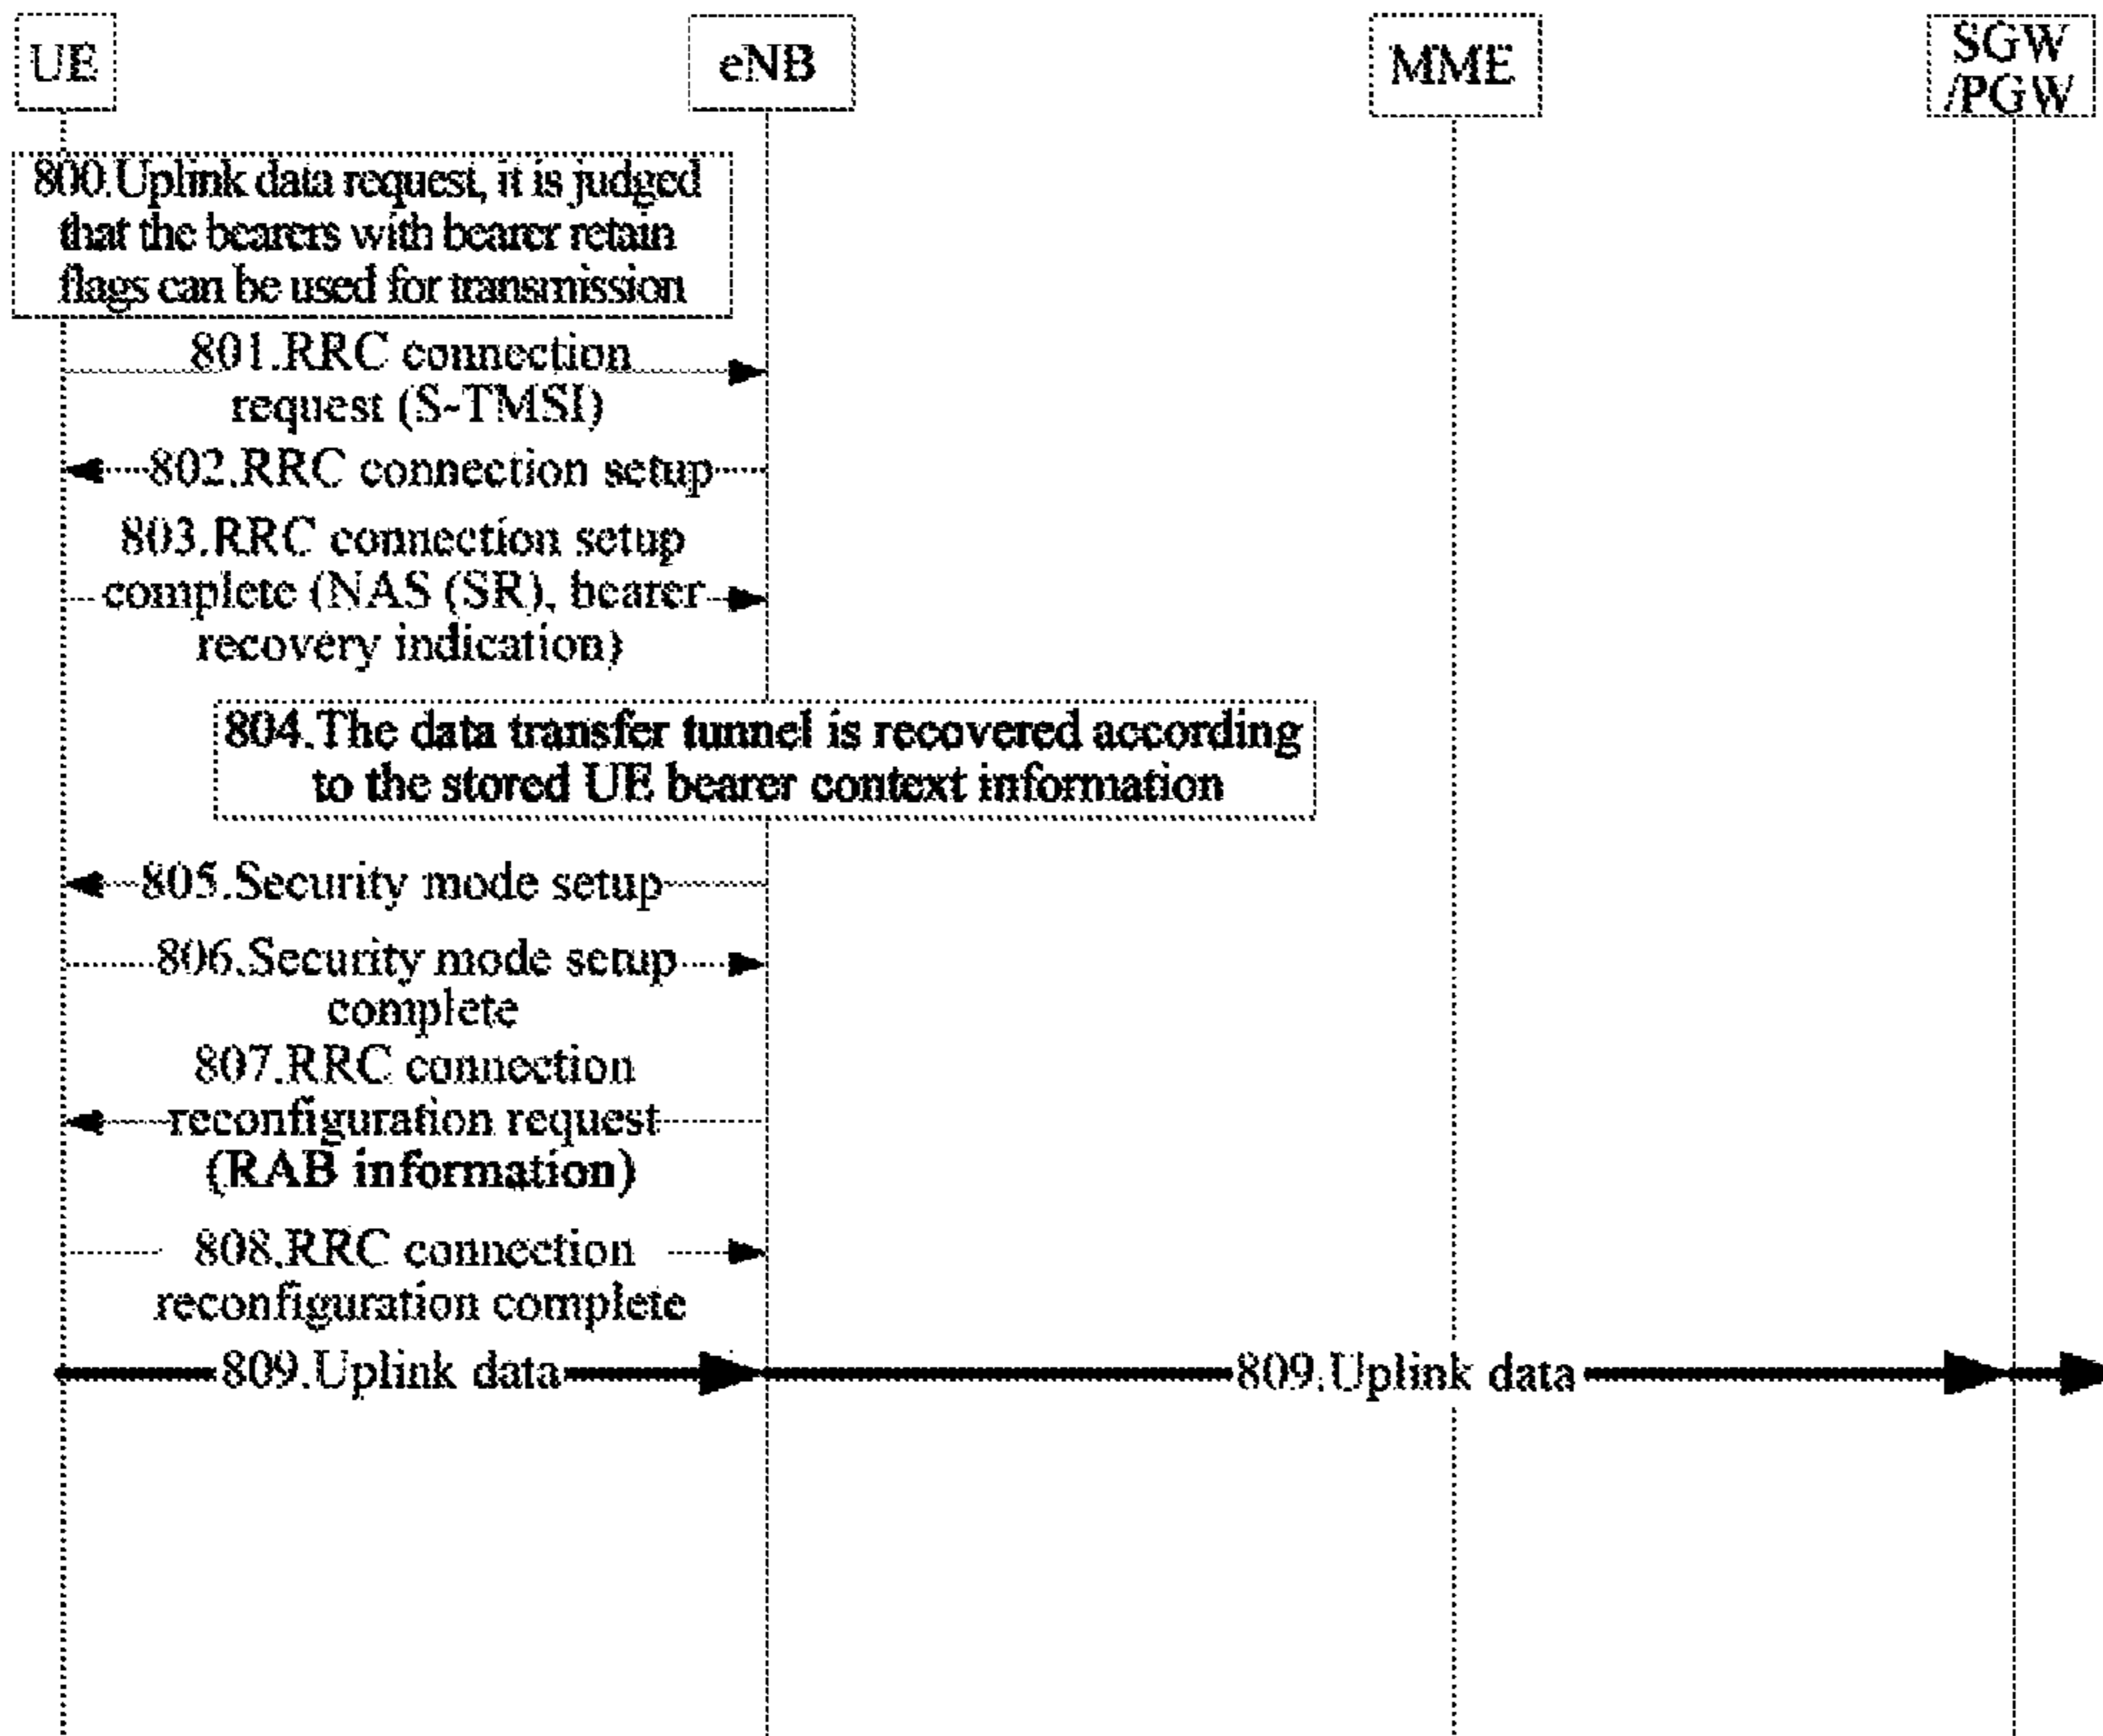 UE
eNB
MME
SGW
/PGW
800.Uplink data request, it is judged
that the bearers with bearer retain
flags can be used for transmission
801.RRC connection
request (S-TMSI)
802.RRC connection setup
803.RRC connection setup
complete (NAS (SR), bearer
recovery indication)
804.The data transfer tunnel is recovered according
to the stored UE bearer context information
805.Security mode setup
806.Security mode setup
complete
807.RRC connection
reconfiguration request
(RAB information)
808.RRC connection
reconfiguration complete
809.Uplink data
809.Uplink data